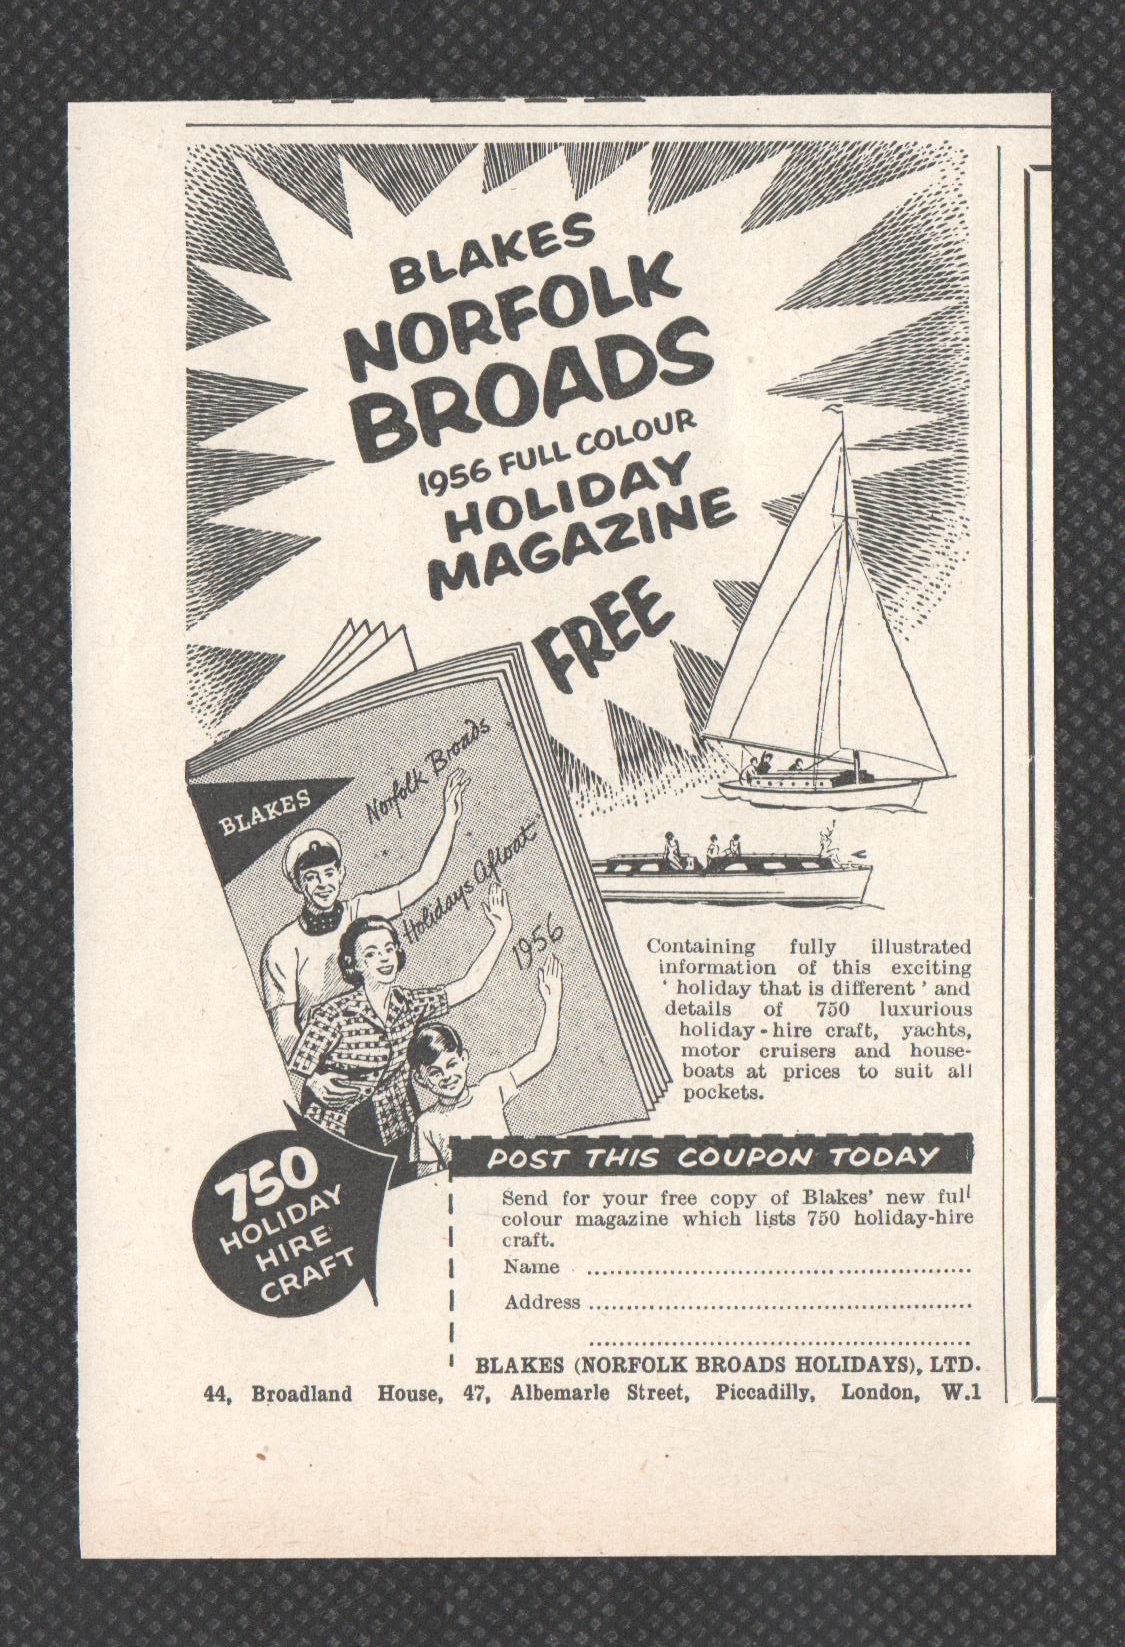 BLAKES
NORFOLK
BROADS
1956 FULL COLOUR
HOLIDAY
MAGAZINE
FREE
BLAKES
Norfolk Broads
Holidays Afloat
1956
Containing fully illustrated
information of this exciting
‘ holiday that is different ’ and
details of 750 luxurious
holiday-hire craft, yachts,
motor cruisers and house-
boats at prices to suit all
pockets.
750
HOLIDAY
HIRE
CRAFT
POST THIS COUPON TODAY
Send for your free copy of Blakes’ new full
colour magazine which lists 750 holiday-hire
craft.
Name ..................................................
Address ..................................................
..................................................
BLAKES (NORFOLK BROADS HOLIDAYS), LTD.
44, Broadland House, 47, Albemarle Street, Piccadilly, London, W.1